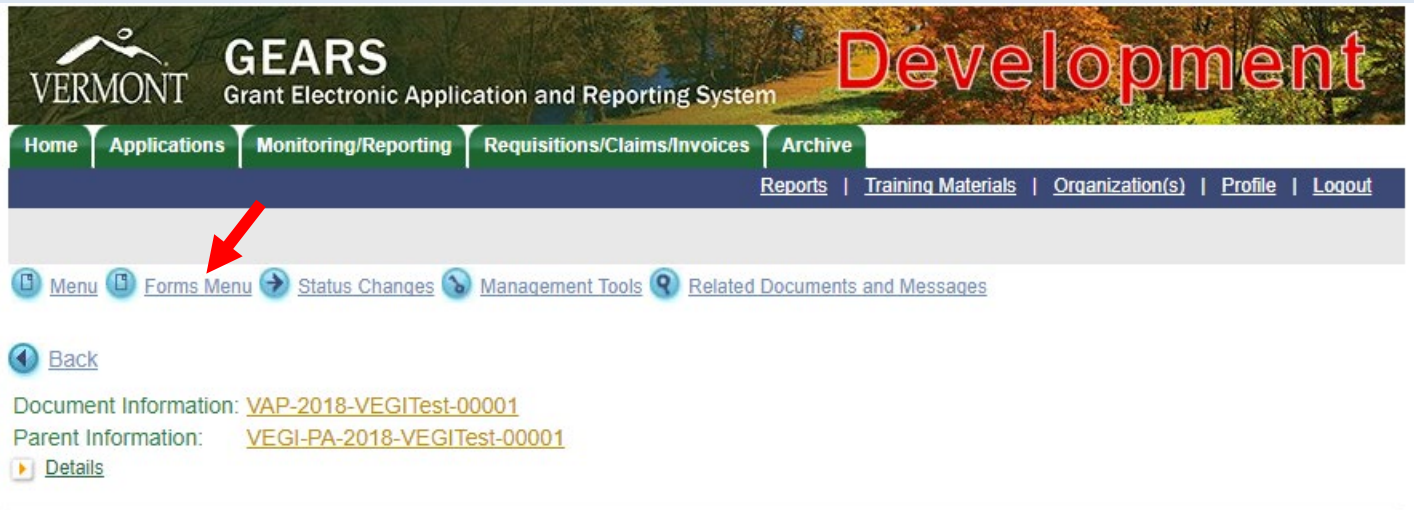 VERMONT GEARS Development
Grant Electronic Application and Reporting System
Home Applications Monitoring/Reporting Requisitions/Claims/Invoices Archive
Reports | Training Materials | Organization(s) | Profile | Logout
Menu Forms Menu Status Changes Management Tools Related Documents and Messages
Back
Document Information: VAP-2018-VEGITest-00001
Parent Information: VEGI-PA-2018-VEGITest-00001
Details